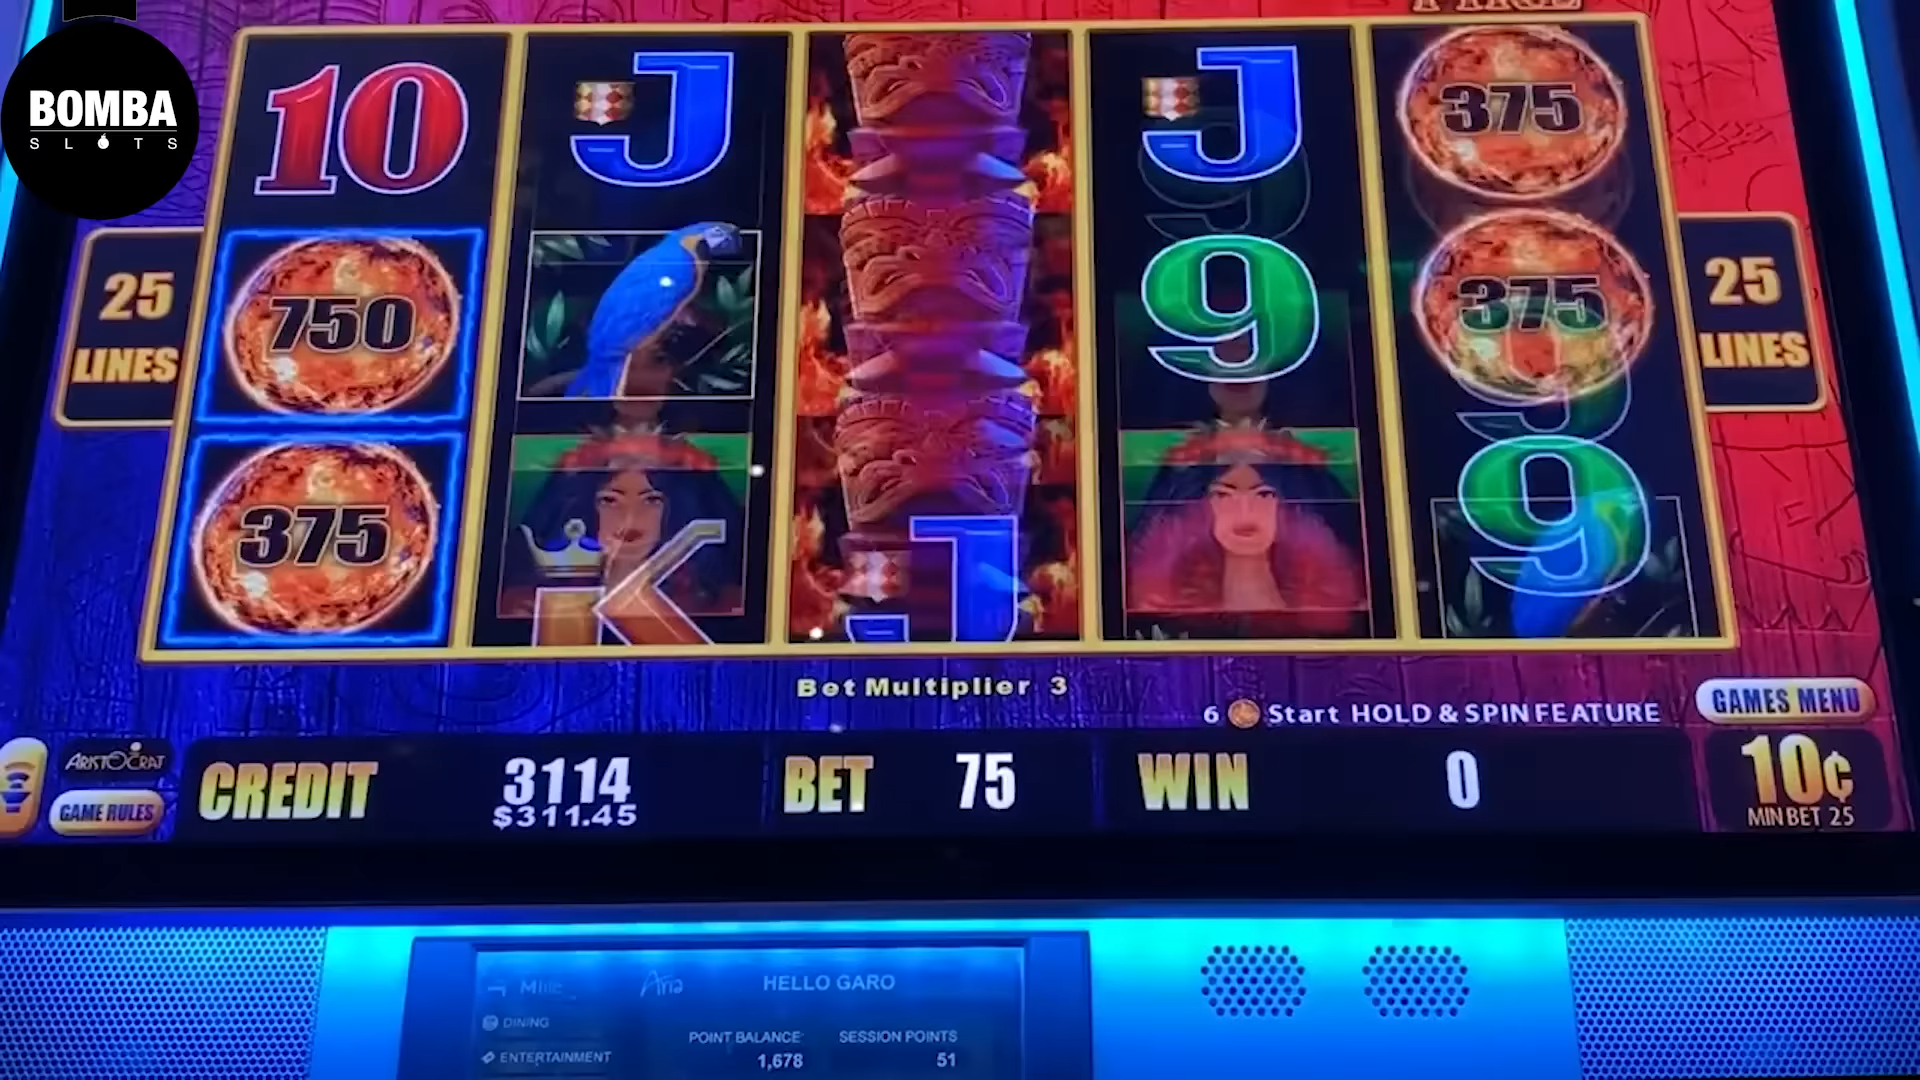 BOMBA
SLOTS
10
J
J
375
750
9
375
375
K
J
9
25
LINES
25
LINES
Bet Multiplier 3
6 Start HOLD & SPIN FEATURE
GAMES MENU
ARISTOCRAT
GAME RULES
CREDIT
3114
$311.45
BET
75
WIN
0
10¢
MIN BET 25
Aria
HELLO GARO
DINING
ENTERTAINMENT
POINT BALANCE
1,678
SESSION POINTS
51